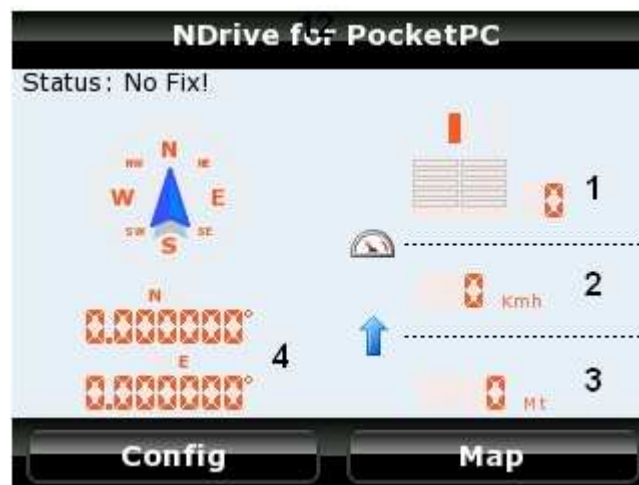 12
NDrive for PocketPC
Status: No Fix!
N
NW NE
W E
SW SE
S
0 1
0 Kmh 2
N
0.000000°
4
E
0.000000°
0 Mt 3
Config Map